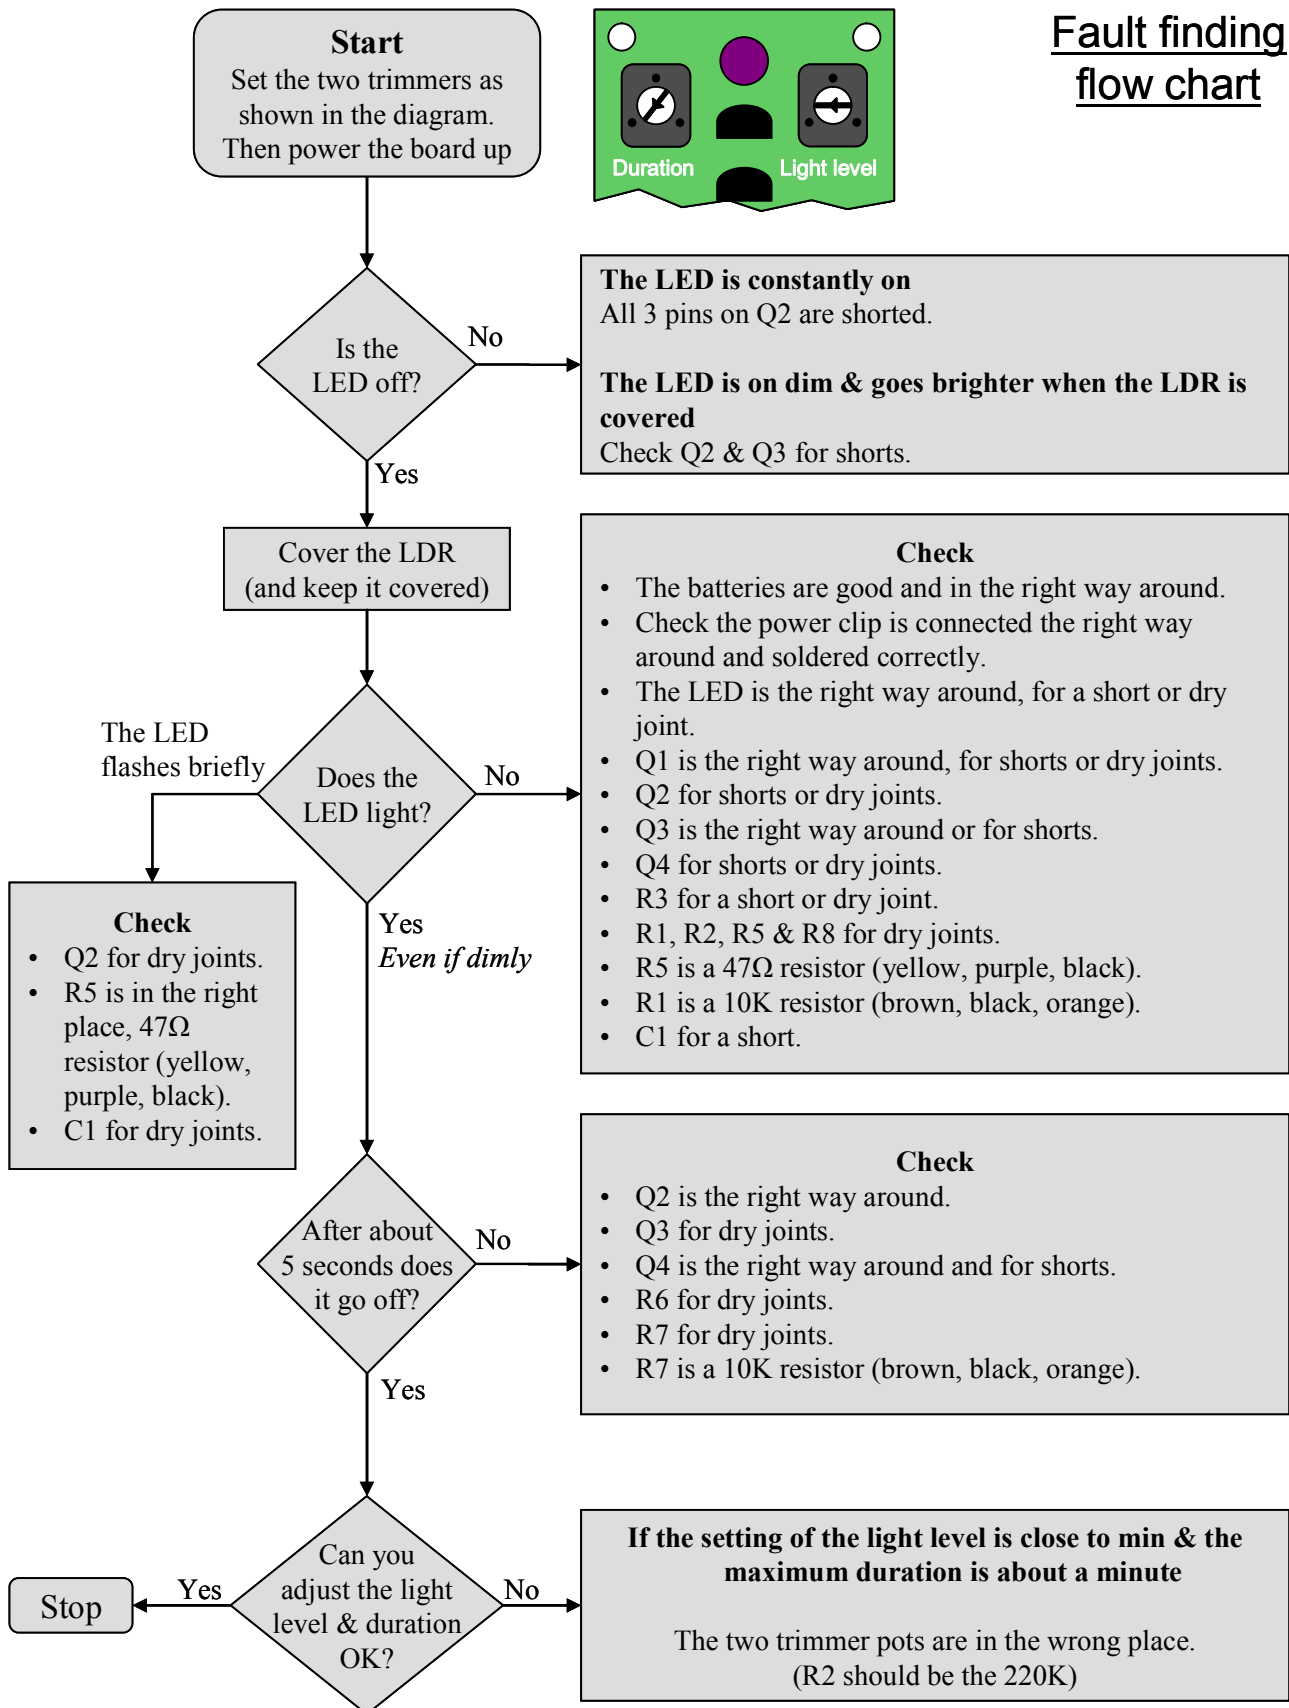 Fault finding
flow chart
Start
Set the two trimmers as
shown in the diagram.
Then power the board up
Duration
Light level
Is the
LED off?
No
The LED is constantly on
All 3 pins on Q2 are shorted.
The LED is on dim & goes brighter when the LDR is
covered
Check Q2 & Q3 for shorts.
Yes
Cover the LDR
(and keep it covered)
Does the
LED light?
The LED
flashes briefly
No
Check
• The batteries are good and in the right way around.
• Check the power clip is connected the right way
around and soldered correctly.
• The LED is the right way around, for a short or dry
joint.
• Q1 is the right way around, for shorts or dry joints.
• Q2 for shorts or dry joints.
• Q3 is the right way around or for shorts.
• Q4 for shorts or dry joints.
• R3 for a short or dry joint.
• R1, R2, R5 & R8 for dry joints.
• R5 is a 47Ω resistor (yellow, purple, black).
• R1 is a 10K resistor (brown, black, orange).
• C1 for a short.
Check
• Q2 for dry joints.
• R5 is in the right
place, 47Ω
resistor (yellow,
purple, black).
• C1 for dry joints.
Yes
Even if dimly
After about
5 seconds does
it go off?
No
Check
• Q2 is the right way around.
• Q3 for dry joints.
• Q4 is the right way around and for shorts.
• R6 for dry joints.
• R7 for dry joints.
• R7 is a 10K resistor (brown, black, orange).
Yes
Can you
adjust the light
level & duration
OK?
Yes
Stop
No
If the setting of the light level is close to min & the
maximum duration is about a minute
The two trimmer pots are in the wrong place.
(R2 should be the 220K)